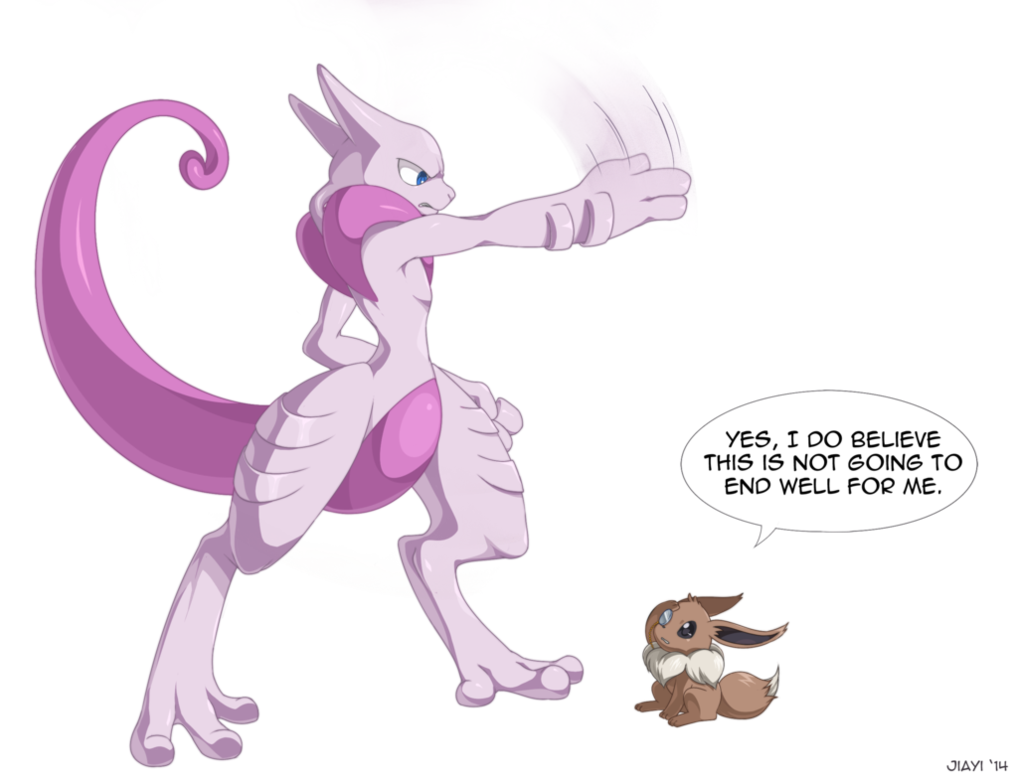 YES, I DO BELIEVE
THIS IS NOT GOING TO
END WELL FOR ME.
JIAYI '14